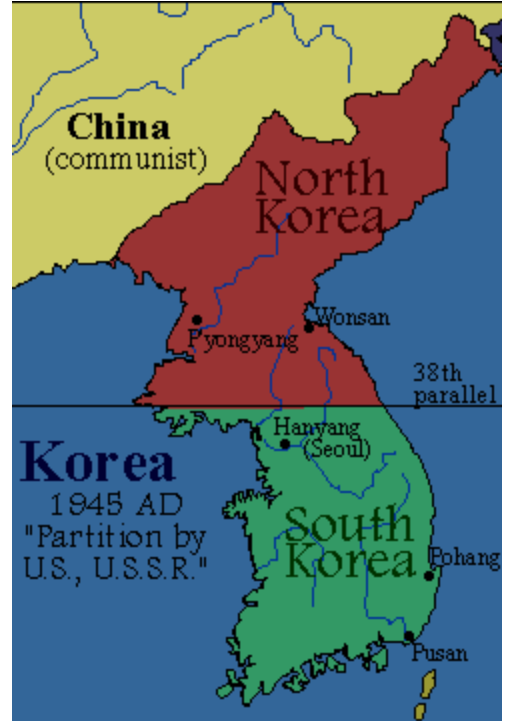 China
(communist)
North
Korea
Wonsan
Pyongyang
38th
parallel
Hanyang
(Seoul)
Korea
1945 AD
"Partition by
U.S., U.S.S.R."
South
Korea
Pohang
Pusan